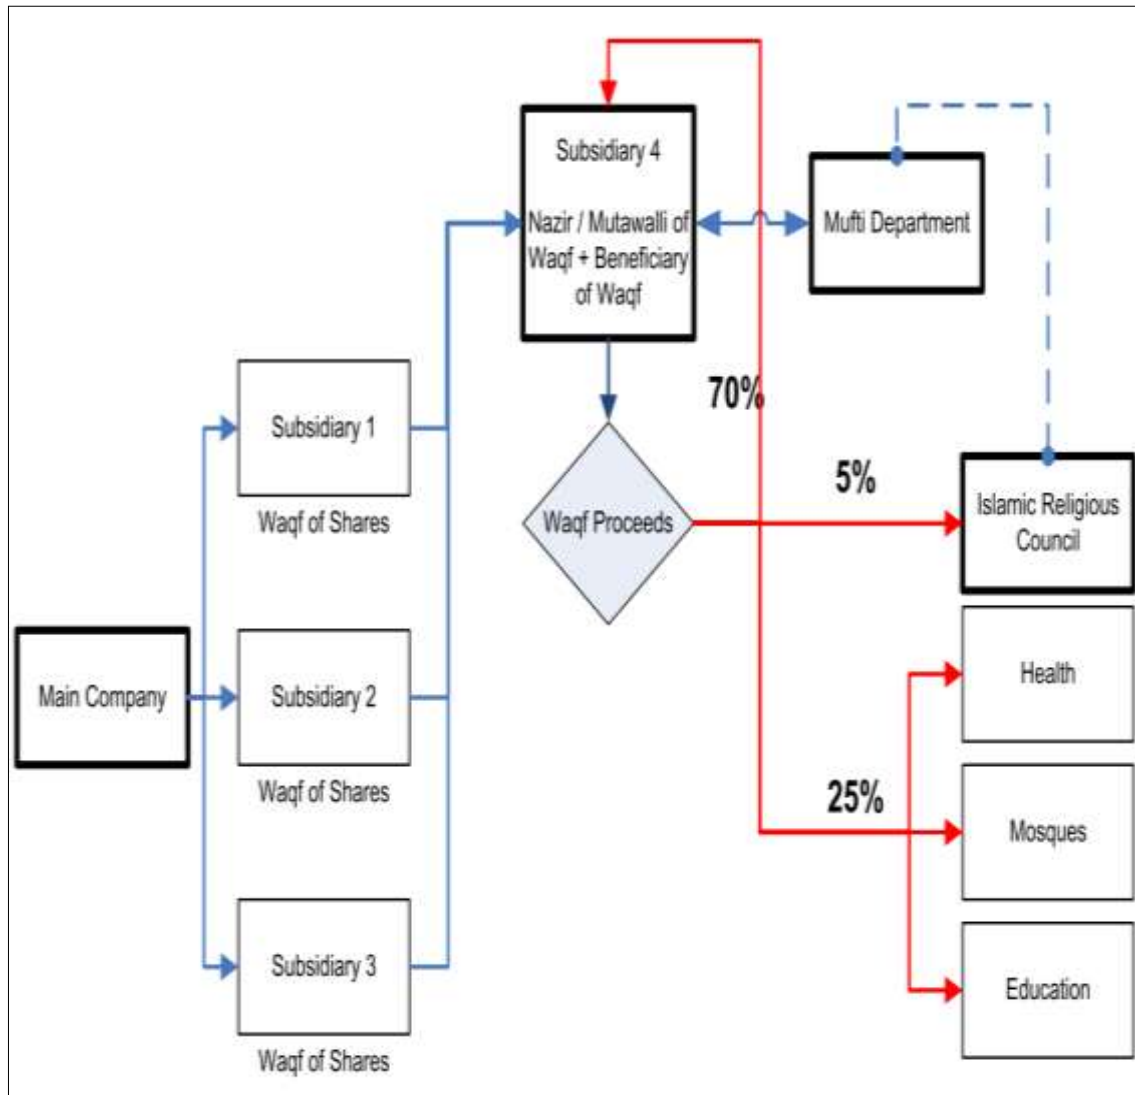 Subsidiary 4
Nazir / Mutawalli of
Waqf + Beneficiary
of Waqf
Mufti Department
70%
Subsidiary 1
Waqf of Shares
5%
Waqf Proceeds
Islamic Religious
Council
Main Company
Subsidiary 2
Waqf of Shares
Health
25%
Mosques
Subsidiary 3
Waqf of Shares
Education